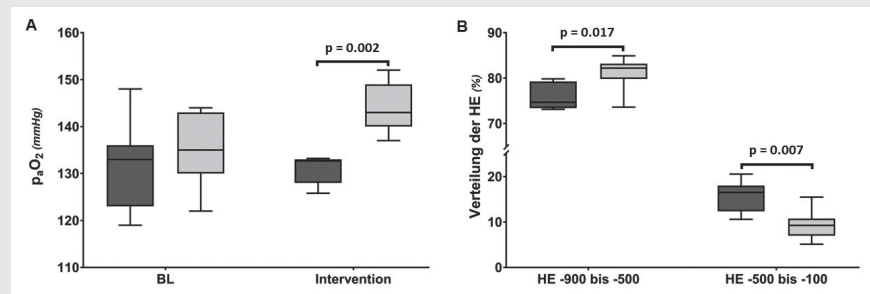 A
160
150
140
130
120
110
pₐO₂ (mmHg)
p = 0.002
BL
Intervention
B
90
80
70
20
10
0
Verteilung der HE (%)
p = 0.017
p = 0.007
HE -900 bis -500
HE -500 bis -100